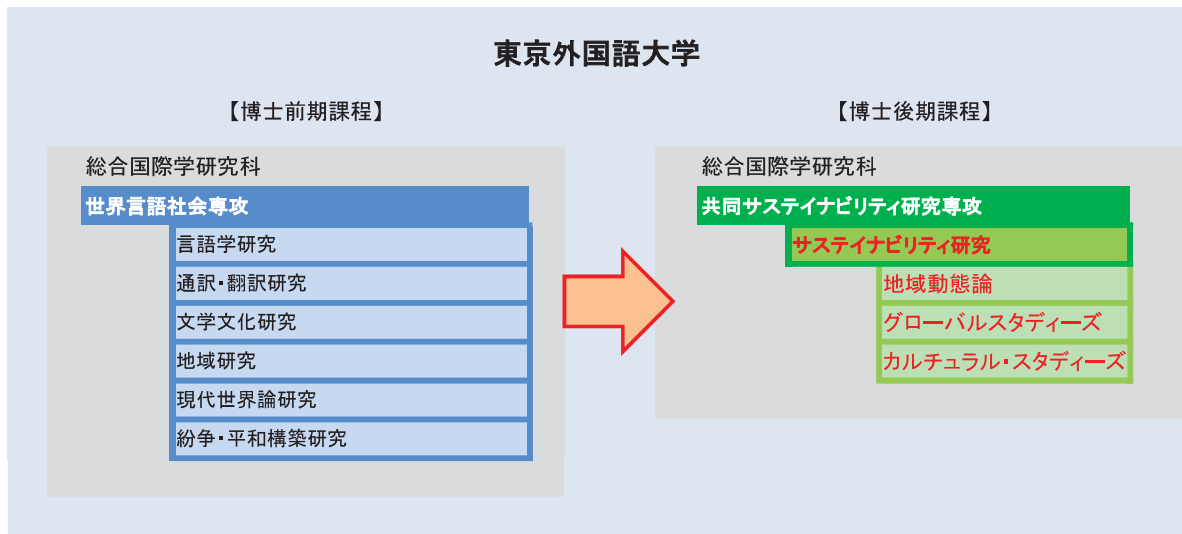 東京外国語大学
【博士前期課程】
総合国際学研究科
世界言語社会専攻
言語学研究
通訳・翻訳研究
文学文化研究
地域研究
現代世界論研究
紛争・平和構築研究
【博士後期課程】
総合国際学研究科
共同サステイナビリティ研究専攻
サステイナビリティ研究
地域動態論
グローバルスタディーズ
カルチュラル・スタディーズ